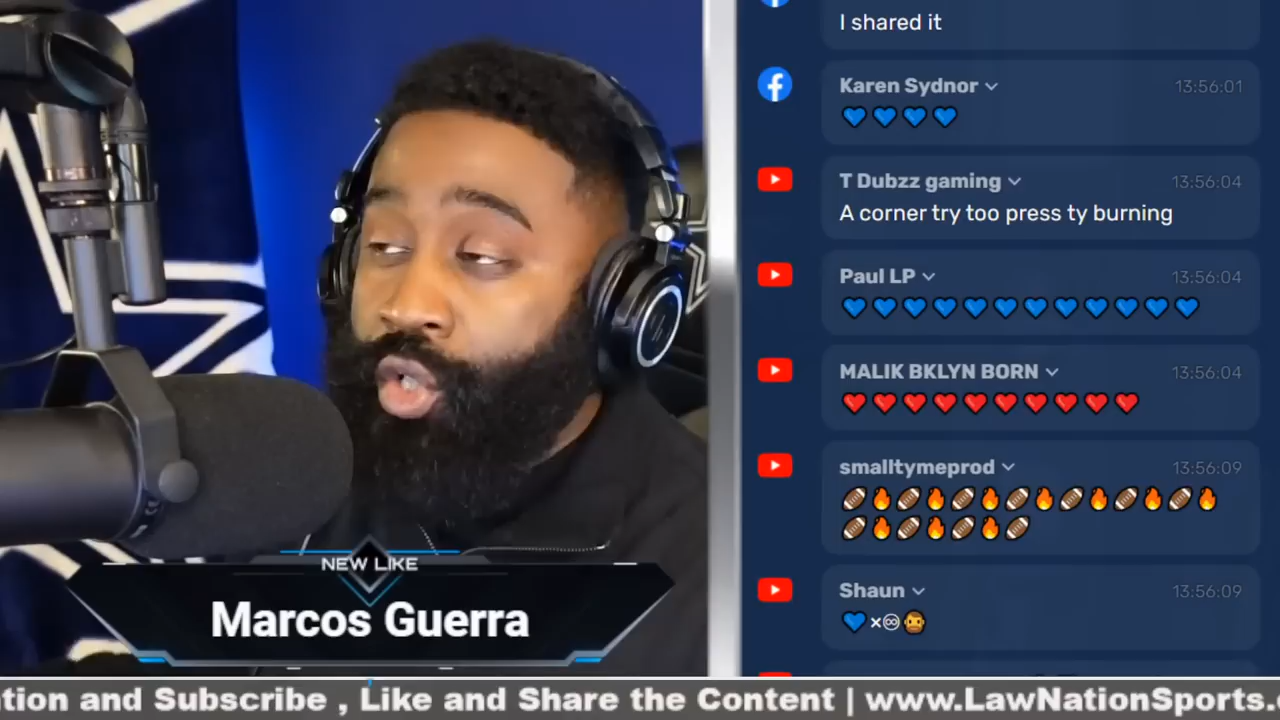 I shared it
Karen Sydnor
13:56:01
💙💙💙💙
T Dubzz gaming
13:56:04
A corner try too press ty burning
Paul LP
13:56:04
💙💙💙💙💙💙💙💙💙💙💙💙
MALIK BKLYN BORN
13:56:04
❤️❤️❤️❤️❤️❤️❤️❤️❤️❤️
smalltymeprod
13:56:09
🏈🔥🏈🔥🏈🔥🏈🔥🏈🔥🏈🔥🏈🔥
🏈🔥🏈🔥🏈🔥🏈
Shaun
13:56:09
💙×♾🐵
NEW LIKE
Marcos Guerra
tion and Subscribe , Like and Share the Content | www.LawNationSports.